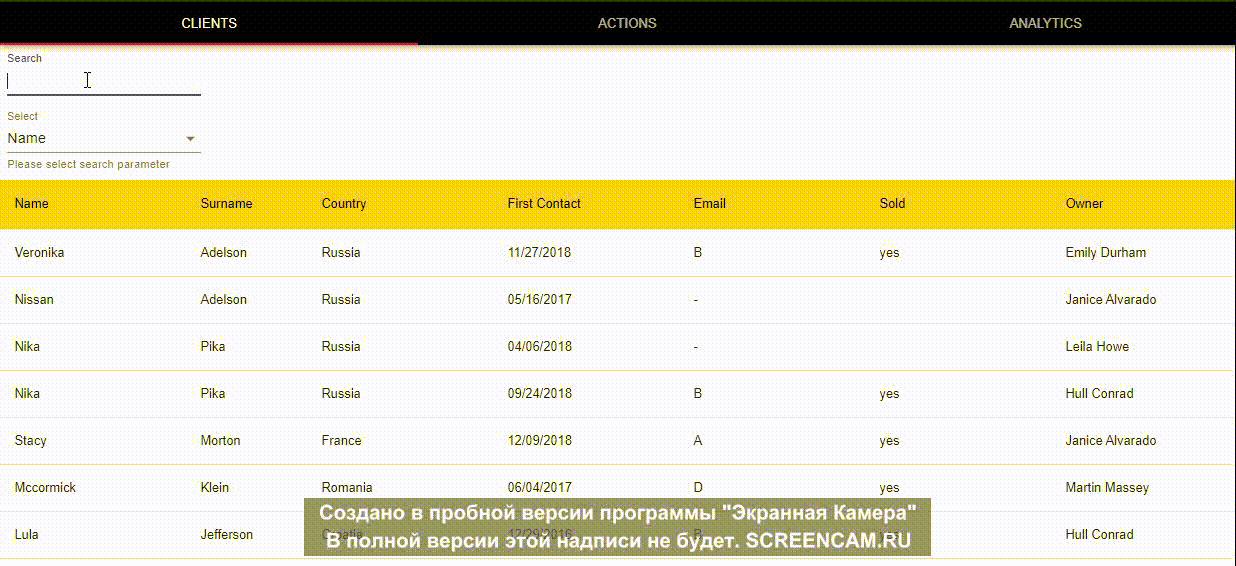 CLIENTS ACTIONS ANALYTICS
Search
Select
Name
Please select search parameter
Name Surname Country First Contact Email Sold Owner
Veronika Adelson Russia 11/27/2018 B yes Emily Durham
Nissan Adelson Russia 05/16/2017 - Janice Alvarado
Nika Pika Russia 04/06/2018 - Leila Howe
Nika Pika Russia 09/24/2018 B yes Hull Conrad
Stacy Morton France 12/09/2018 A yes Janice Alvarado
Mccormick Klein Romania 06/04/2017 D yes Martin Massey
Создано в пробной версии программы "Экранная Камера"
Lula Jefferson Croatia 12/29/2016 Hull Conrad
В полной версии этой надписи не будет. SCREENCAM.RU